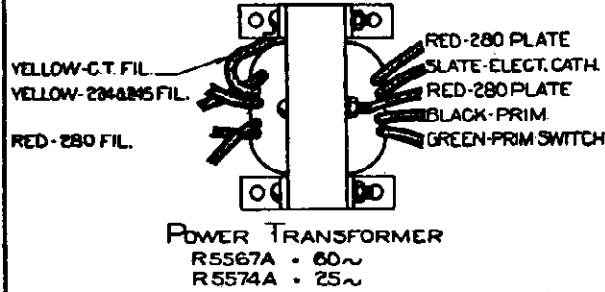 YELLOW-C.T. FIL.
YELLOW-224&245 FIL.
RED-280 FIL.
RED-280 PLATE
SLATE-ELECT. CATH.
RED-280 PLATE
BLACK-PRIM.
GREEN-PRIM SWITCH
POWER TRANSFORMER
R5567A • 60~
R5574A • 25~